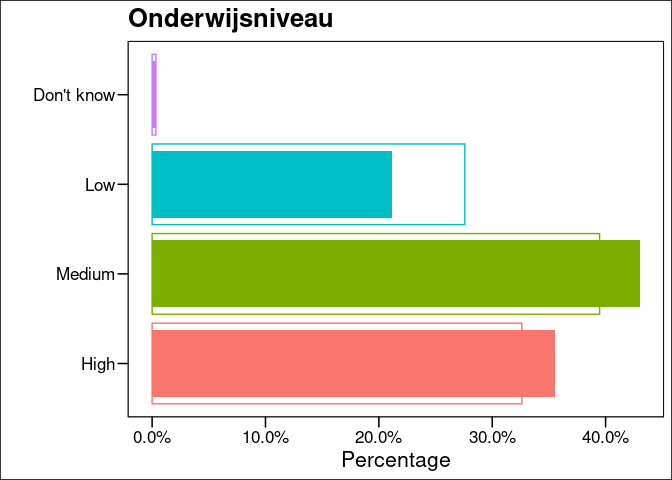 Onderwijsniveau
Don't know
Low
Medium
High
0.0% 10.0% 20.0% 30.0% 40.0%
Percentage